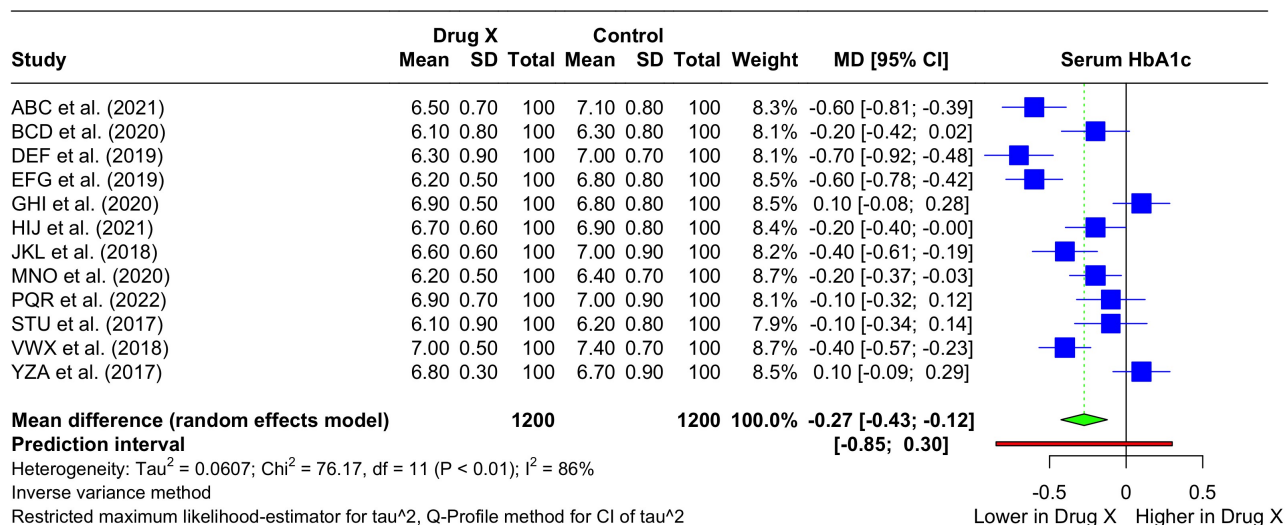 Drug X Control
Study Mean SD Total Mean SD Total Weight MD [95% CI] Serum HbA1c
ABC et al. (2021) 6.50 0.70 100 7.10 0.80 100 8.3% -0.60 [-0.81; -0.39]
BCD et al. (2020) 6.10 0.80 100 6.30 0.80 100 8.1% -0.20 [-0.42; 0.02]
DEF et al. (2019) 6.30 0.90 100 7.00 0.70 100 8.1% -0.70 [-0.92; -0.48]
EFG et al. (2019) 6.20 0.50 100 6.80 0.80 100 8.5% -0.60 [-0.78; -0.42]
GHI et al. (2020) 6.90 0.50 100 6.80 0.80 100 8.5% 0.10 [-0.08; 0.28]
HIJ et al. (2021) 6.70 0.60 100 6.90 0.80 100 8.4% -0.20 [-0.40; -0.00]
JKL et al. (2018) 6.60 0.60 100 7.00 0.90 100 8.2% -0.40 [-0.61; -0.19]
MNO et al. (2020) 6.20 0.50 100 6.40 0.70 100 8.7% -0.20 [-0.37; -0.03]
PQR et al. (2022) 6.90 0.70 100 7.00 0.90 100 8.1% -0.10 [-0.32; 0.12]
STU et al. (2017) 6.10 0.90 100 6.20 0.80 100 7.9% -0.10 [-0.34; 0.14]
VWX et al. (2018) 7.00 0.50 100 7.40 0.70 100 8.7% -0.40 [-0.57; -0.23]
YZA et al. (2017) 6.80 0.30 100 6.70 0.90 100 8.5% 0.10 [-0.09; 0.29]
Mean difference (random effects model) 1200 1200 100.0% -0.27 [-0.43; -0.12]
Prediction interval [-0.85; 0.30]
Heterogeneity: Tau² = 0.0607; Chi² = 76.17, df = 11 (P < 0.01); I² = 86%
Inverse variance method -0.5 0 0.5
Restricted maximum likelihood-estimator for tau^2, Q-Profile method for CI of tau^2 Lower in Drug X Higher in Drug X